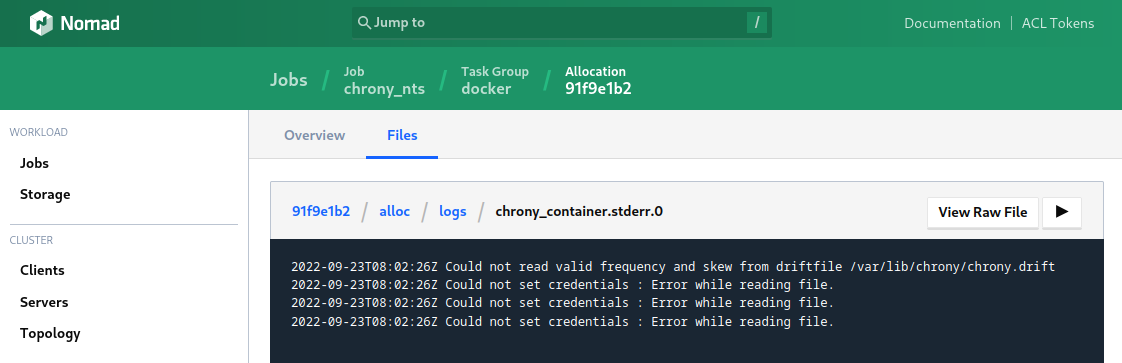 Nomad
Jump to
/
Documentation | ACL Tokens
Jobs / Job chrony_nts / Task Group docker / Allocation 91f9e1b2
WORKLOAD
Jobs
Storage
CLUSTER
Clients
Servers
Topology
Overview
Files
91f9e1b2 / alloc / logs / chrony_container.stderr.0
View Raw File
2022-09-23T08:02:26Z Could not read valid frequency and skew from driftfile /var/lib/chrony/chrony.drift
2022-09-23T08:02:26Z Could not set credentials : Error while reading file.
2022-09-23T08:02:26Z Could not set credentials : Error while reading file.
2022-09-23T08:02:26Z Could not set credentials : Error while reading file.